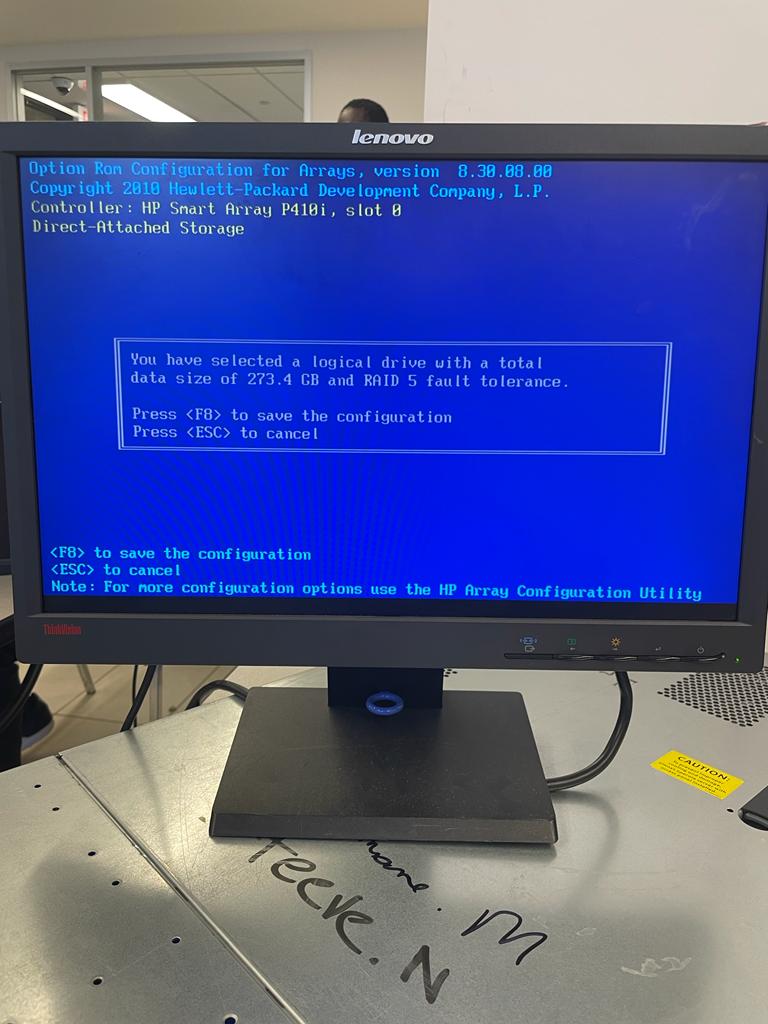 lenovo
Option Rom Configuration for Arrays, version 8.30.08.00
Copyright 2010 Hewlett-Packard Development Company, L.P.
Controller: HP Smart Array P410i, slot 0
Direct-Attached Storage
You have selected a logical drive with a total
data size of 273.4 GB and RAID 5 fault tolerance.
Press <F8> to save the configuration
Press <ESC> to cancel
<F8> to save the configuration
<ESC> to cancel
Note: For more configuration options use the HP Array Configuration Utility
ThinkVision
CAUTION:
M
N